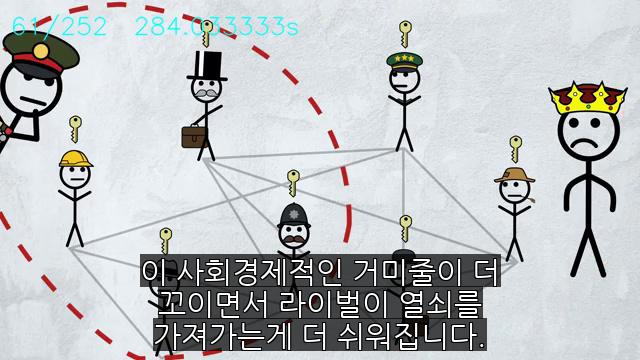 61/252 284.033333s
이 사회경제적인 거미줄이 더
꼬이면서 라이벌이 열쇠를
가져가는게 더 쉬워집니다.